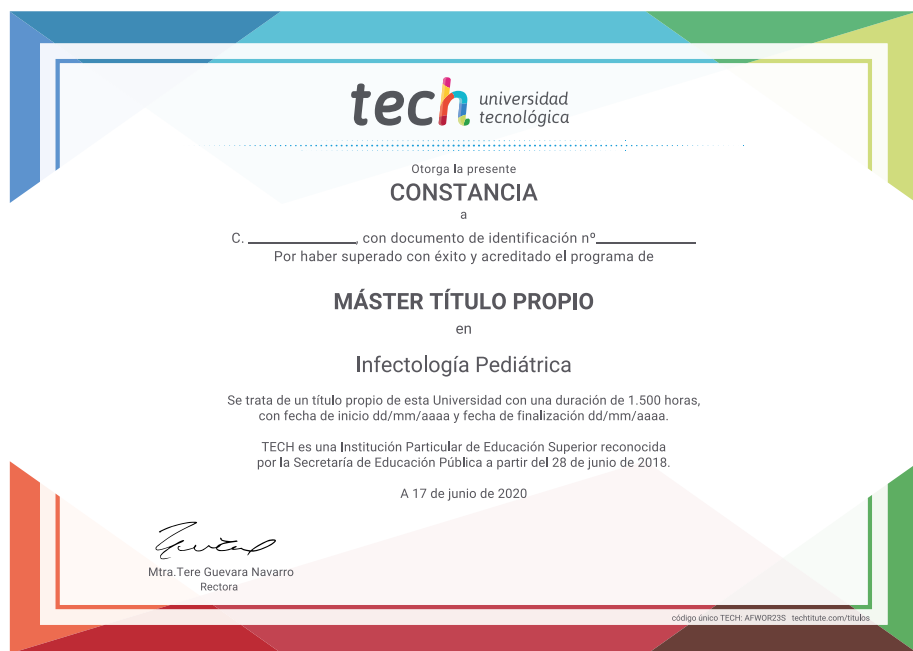 tech universidad
tecnológica
Otorga la presente
CONSTANCIA
a
C. ____________, con documento de identificación nº____________
Por haber superado con éxito y acreditado el programa de
MÁSTER TÍTULO PROPIO
en
Infectología Pediátrica
Se trata de un título propio de esta Universidad con una duración de 1.500 horas,
con fecha de inicio dd/mm/aaaa y fecha de finalización dd/mm/aaaa.
TECH es una Institución Particular de Educación Superior reconocida
por la Secretaría de Educación Pública a partir del 28 de junio de 2018.
A 17 de junio de 2020
Mtra.Tere Guevara Navarro
Rectora
código único TECH: AFWOR23S techtitute.com/titulos